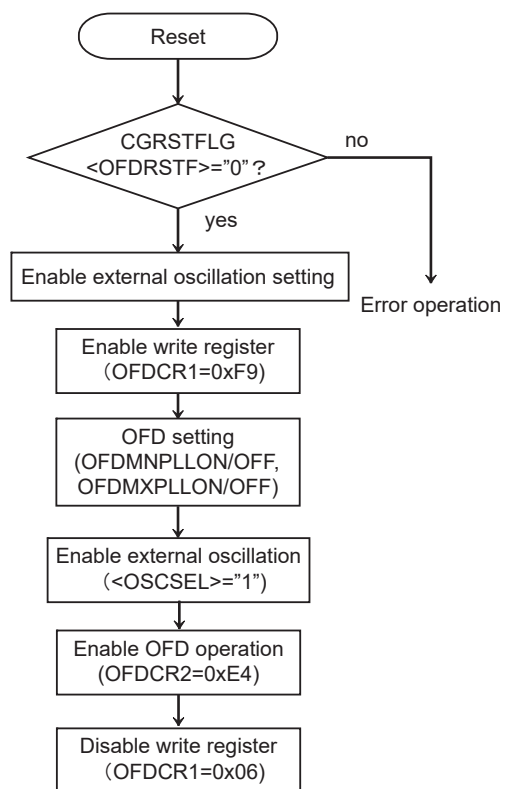 Reset
CGRSTFLG
<OFDRSTF>=”0”？
no
yes
Enable external oscillation setting
Error operation
Enable write register
（OFDCR1=0xF9)
OFD setting
(OFDMNPLLON/OFF,
OFDMXPLLON/OFF)
Enable external oscillation
（<OSCSEL>=”1”)
Enable OFD operation
(OFDCR2=0xE4)
Disable write register
（OFDCR1=0x06)